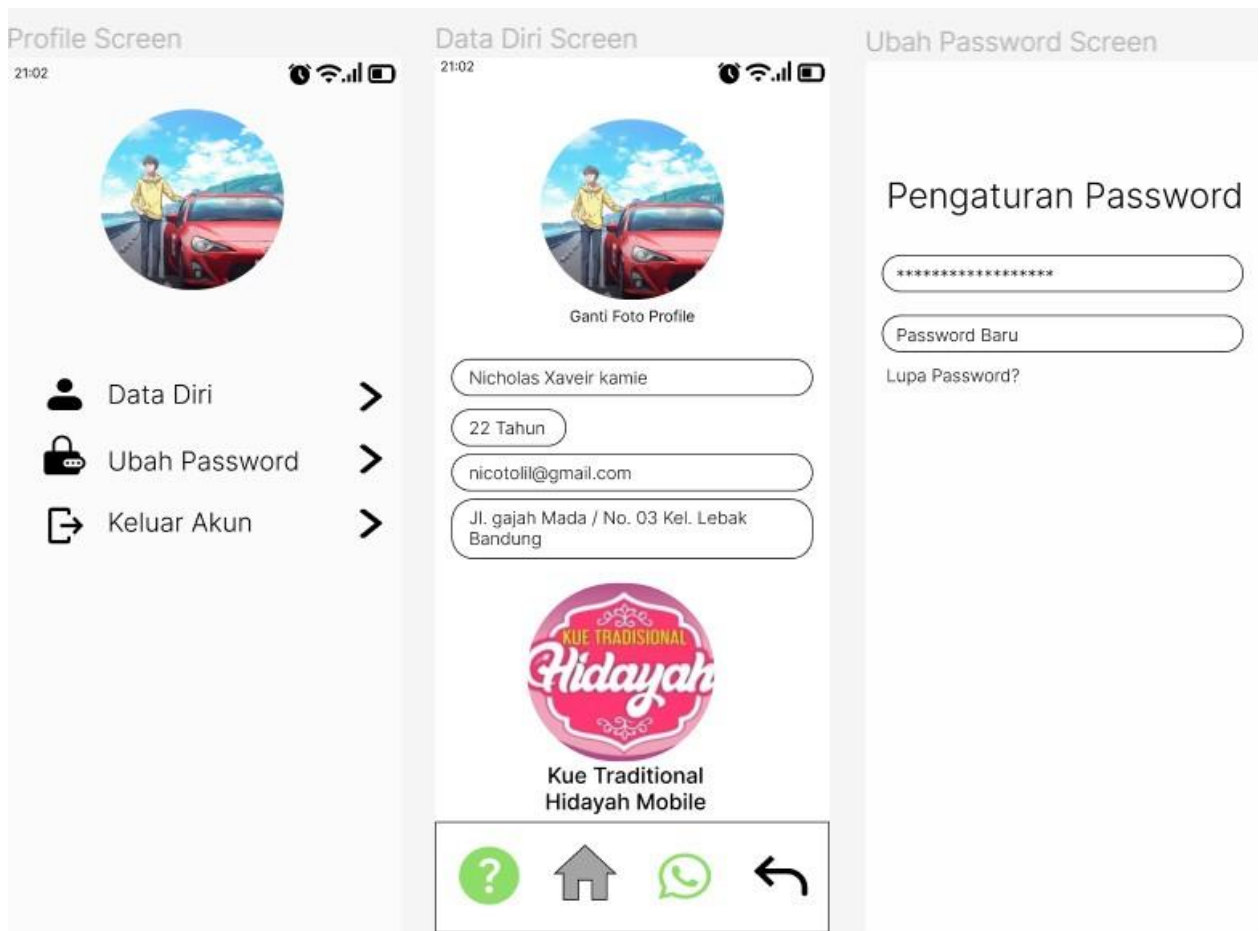 Profile Screen
21:02
Data Diri
Ubah Password
Keluar Akun
Data Diri Screen
21:02
Ganti Foto Profile
Nicholas Xaveir kamie
22 Tahun
nicotolil@gmail.com
Jl. gajah Mada / No. 03 Kel. Lebak
Bandung
KUE TRADISIONAL
Hidayah
Kue Traditional
Hidayah Mobile
?
Ubah Password Screen
Pengaturan Password
******************
Password Baru
Lupa Password?